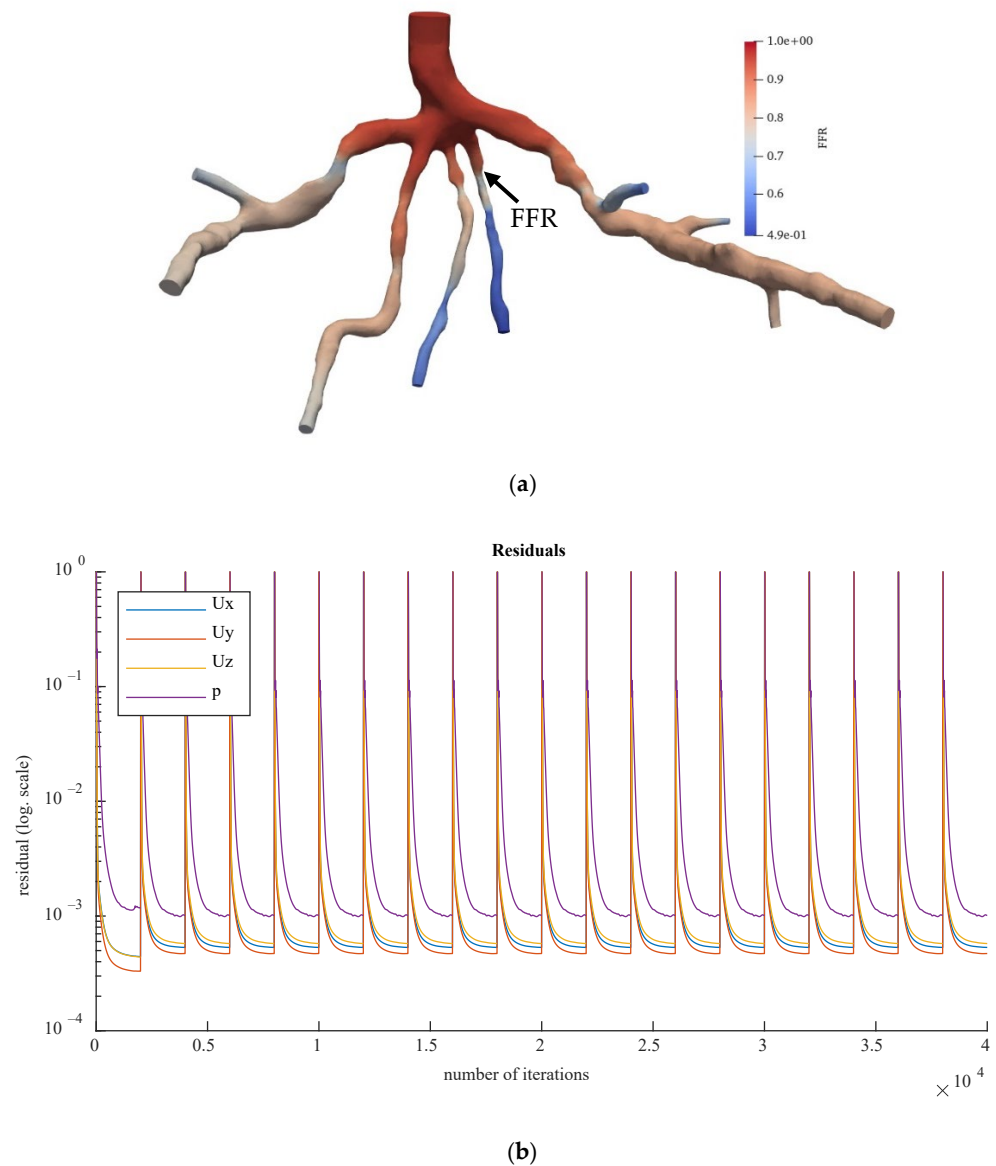 1.0e+00
0.9
0.8
0.7
0.6
4.9e-01
FFR
FFR
(a)
Residuals
10 0
10 −1
10 −2
10 −3
10 −4
residual (log. scale)
Ux
Uy
Uz
p
0 0.5 1 1.5 2 2.5 3 3.5 4
number of iterations
× 10 4
(b)